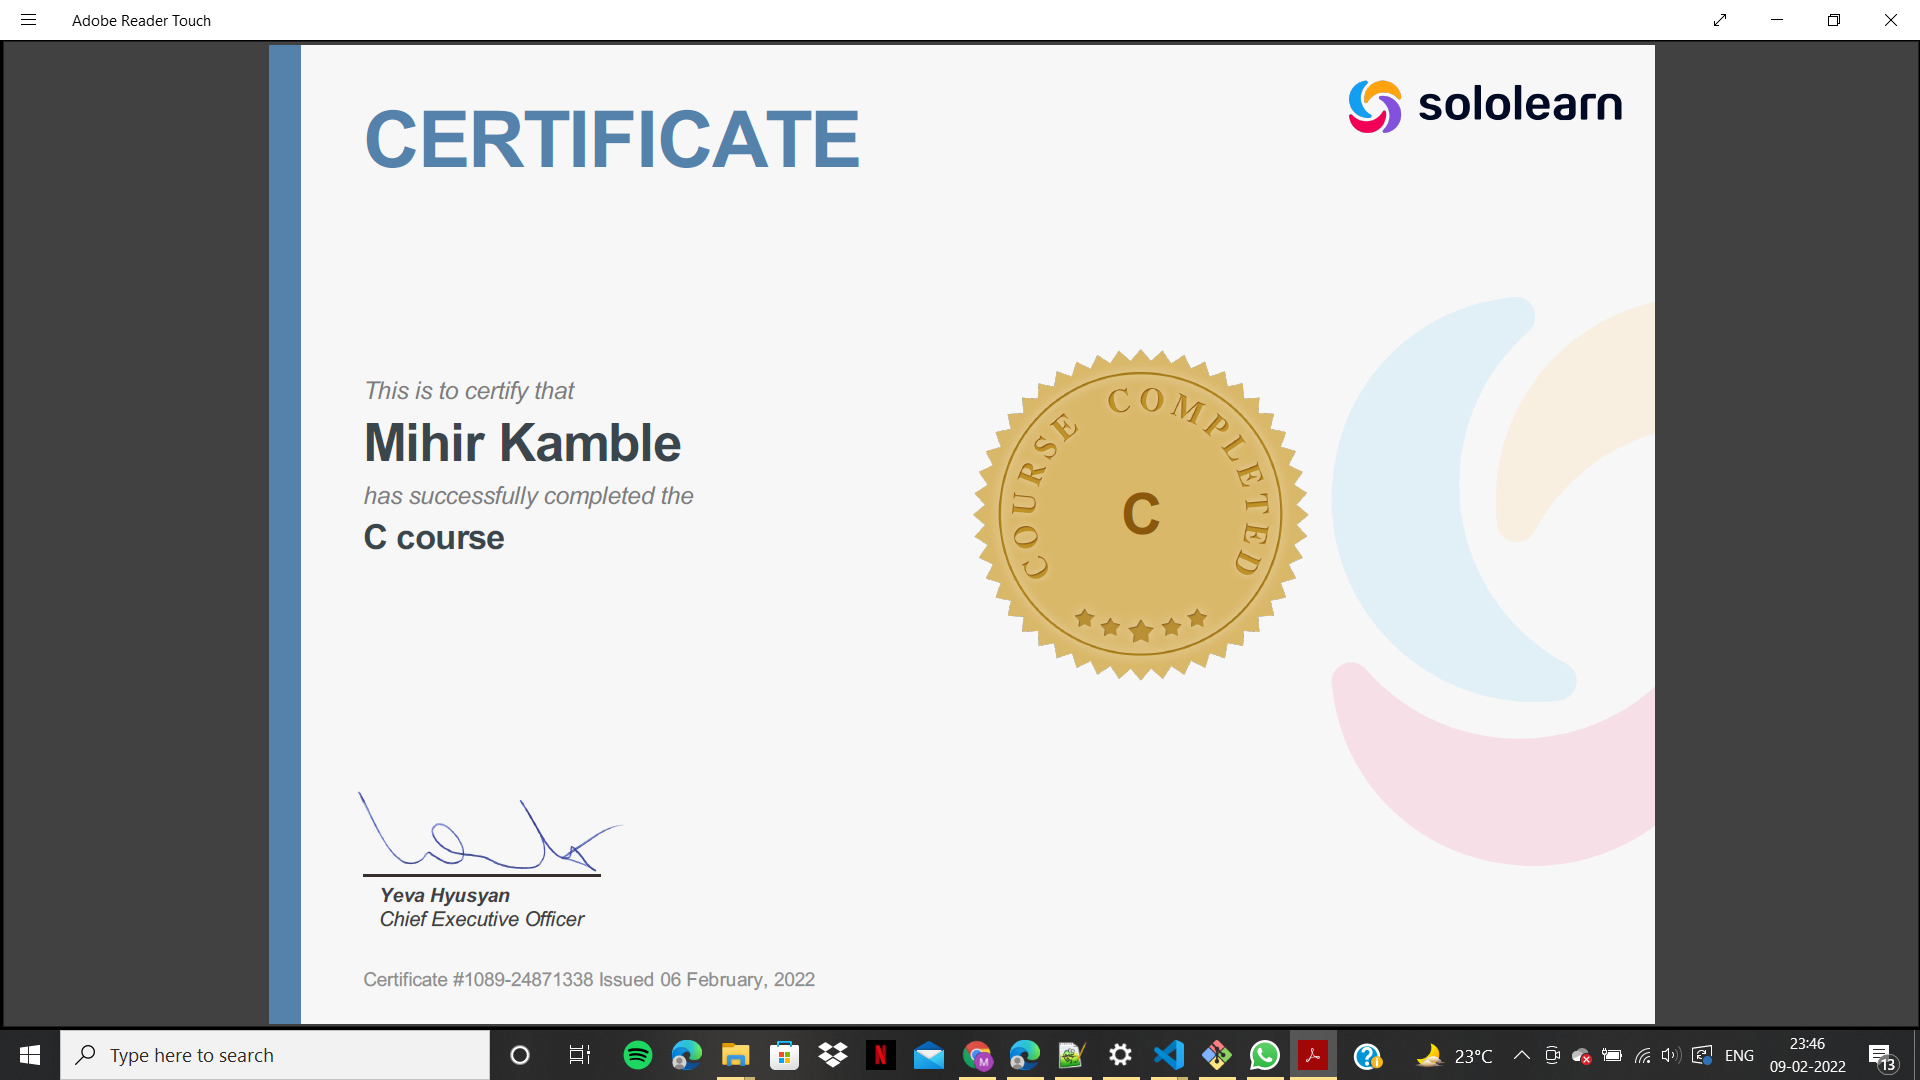 Adobe Reader Touch
CERTIFICATE
sololearn
This is to certify that
Mihir Kamble
has successfully completed the
C course
COURSE COMPLETED
C
Yeva Hyusyan
Chief Executive Officer
Certificate #1089-24871338 Issued 06 February, 2022
Type here to search
N
M
23°C
ENG
23:46
09-02-2022
13